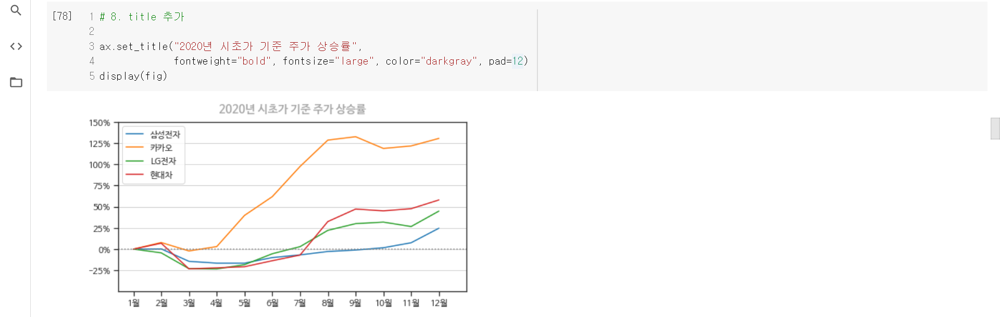 [78]
1 # 8. title 추가
2
3 ax.set_title("2020년 시초가 기준 주가 상승률",
4 fontweight="bold", fontsize="large", color="darkgray", pad=12)
5 display(fig)
2020년 시초가 기준 주가 상승률
150%
125%
100%
75%
50%
25%
0%
−25%
삼성전자
카카오
LG전자
현대차
1월 2월 3월 4월 5월 6월 7월 8월 9월 10월 11월 12월